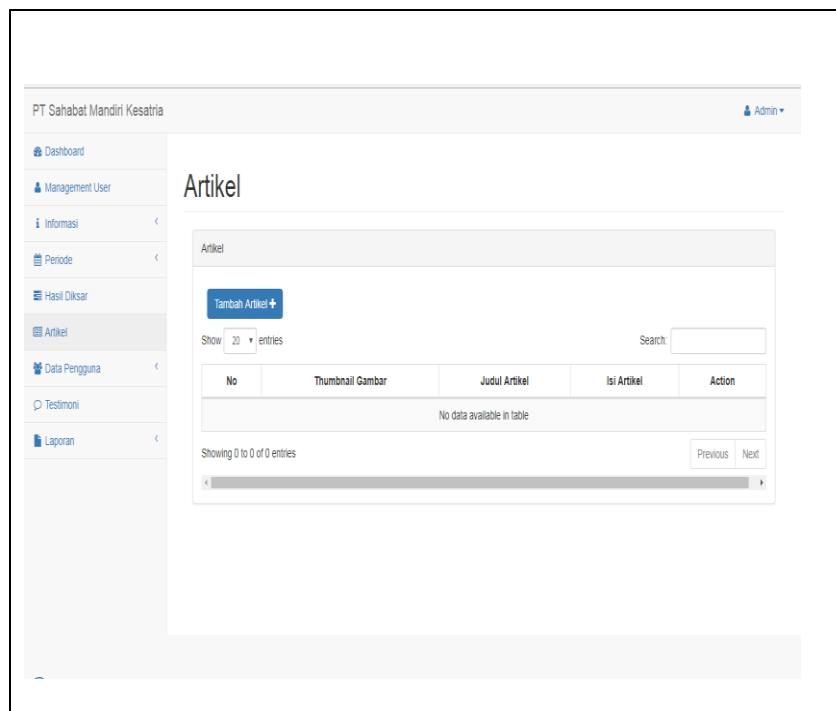 PT Sahabat Mandiri Kesatria
Admin
Dashboard
Management User
Informasi
Periode
Hasil Diksar
Artikel
Data Pengguna
Testimoni
Laporan
Artikel
Artikel
Tambah Artikel +
Show 20 entries
Search:
No Thumbnail Gambar Judul Artikel Isi Artikel Action
No data available in table
Showing 0 to 0 of 0 entries
Previous Next